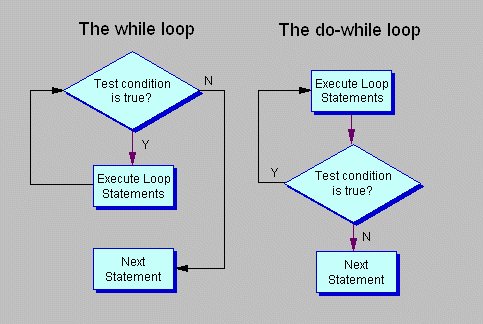 The while loop
Test condition
is true?
N
Y
Execute Loop
Statements
Next
Statement
The do-while loop
Execute Loop
Statements
Y
Test condition
is true?
N
Next
Statement